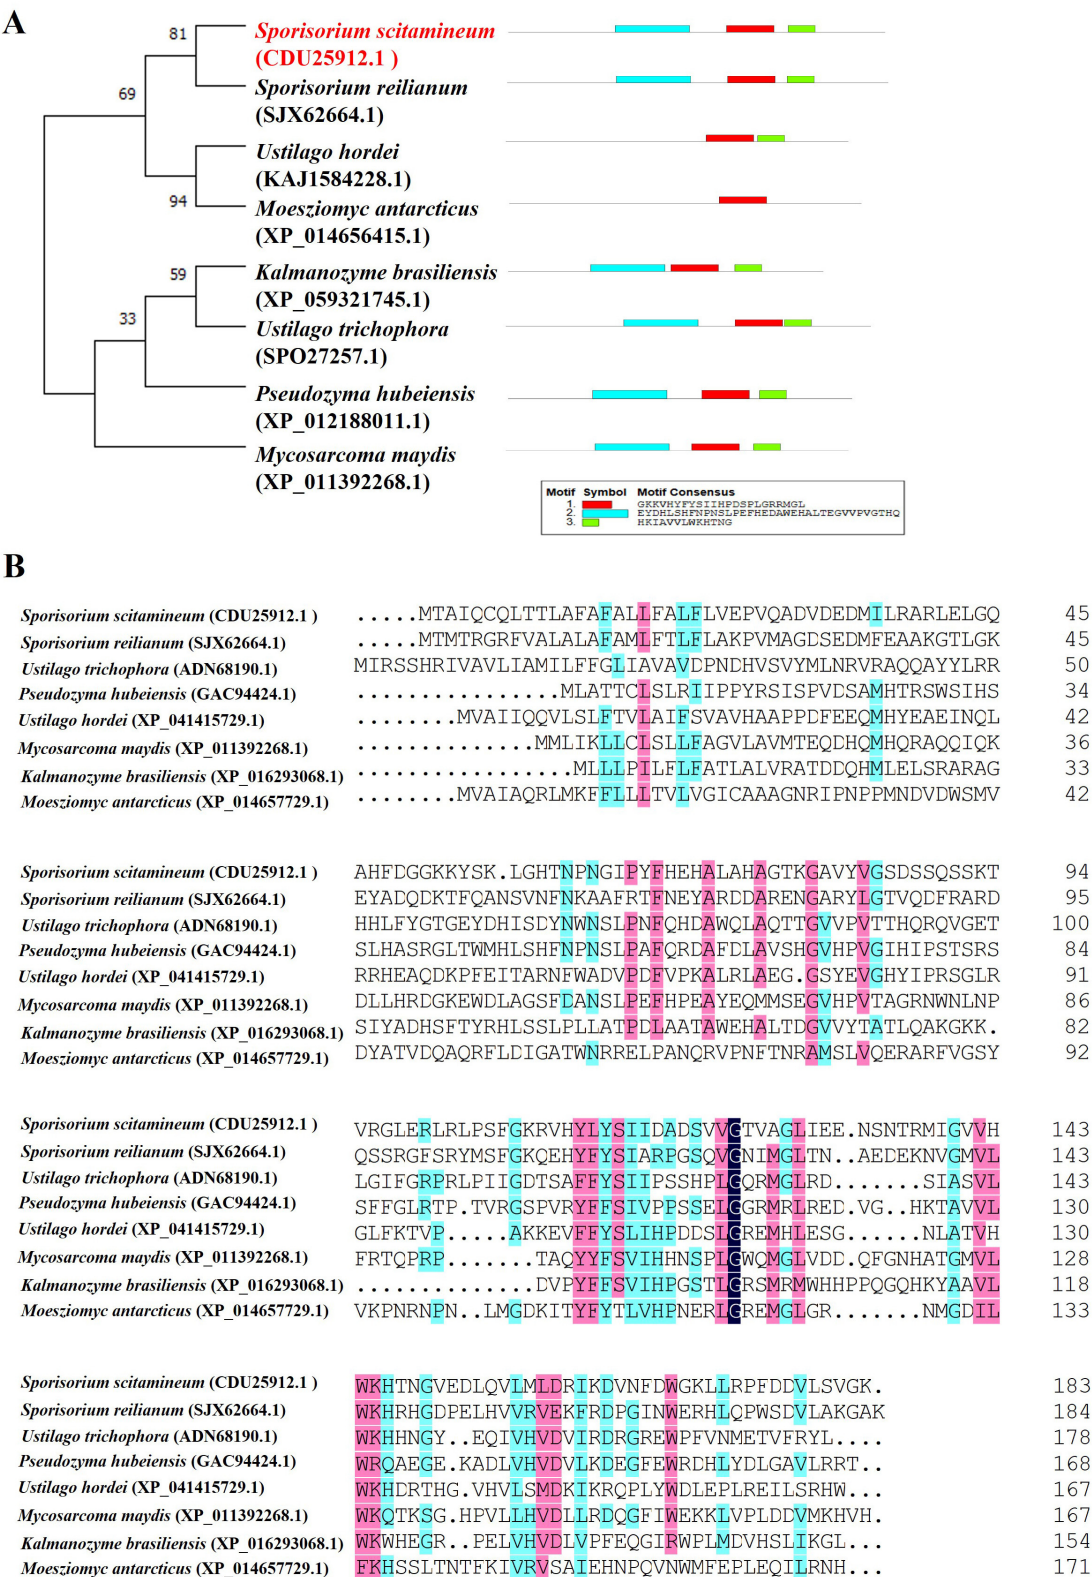 A
81
Sporisorium scitamineum
(CDU25912.1 )
69
Sporisorium reilianum
(SJX62664.1)
Ustilago hordei
(KAJ1584228.1)
94
Moesziomyc antarcticus
(XP_014656415.1)
59
Kalmanozyme brasiliensis
(XP_059321745.1)
33
Ustilago trichophora
(SPO27257.1)
Pseudozyma hubeiensis
(XP_012188011.1)
Mycosarcoma maydis
(XP_011392268.1)
Motif Symbol Motif Consensus
1. GKKVHYFYSIIHPDSPLGRRMGL
2. EYDHLSHFNPNSLPEFHEDAWEHALTEGVVPVGTHQ
3. HKIAVVLWKHTNG
B
Sporisorium scitamineum (CDU25912.1 ) .....MTAIQCQLTTLAFAFALLFALFLVEPVQADVDEDMILRARLELGQ 45
Sporisorium reilianum (SJX62664.1) .....MTMTRGRFVALALAFAMLFTLFLAKPVMAGDSEDMFEAAKGTLGK 45
Ustilago trichophora (ADN68190.1) MIRSSHRIVAVLIAMILFFGLIAVAVDPNDHVSVYMLNRVRAQQAYYLRR 50
Pseudozyma hubeiensis (GAC94424.1) ................MLATTCLSLRIIPPYRSISPVDSAMHTRSWSIHS 34
Ustilago hordei (XP_041415729.1) ........MVAIIQQVLSLFTVLAIFSVAVHAAPPDFEEQMHYEAEINQL 42
Mycosarcoma maydis (XP_011392268.1) ..............MMLIKLLCLSLLFAGVLAVMTEQDHQMHQRAQQIQK 36
Kalmanozyme brasiliensis (XP_016293068.1) .................MLLLPILFLFATLALVRATDDQHMLELSRARAG 33
Moesziomyc antarcticus (XP_014657729.1) ........MVAIAQRLMKFFLLLTVLVGICAAAGNRIPNPPMNDVDWSMV 42
Sporisorium scitamineum (CDU25912.1 ) AHFDGGKKYSK.LGHTNPNGIPYFHEHALAHAGTKGAVYVGSDSSQSSKT 94
Sporisorium reilianum (SJX62664.1) EYADQDKTFQANSVNFNKAAFRTFNEYARDDARENGARYLGTVQDFRARD 95
Ustilago trichophora (ADN68190.1) HHLFYGTGEYDHISDYNWNSLPNFQHDAWQLAQTTGVVPVTTHQRQVGET 100
Pseudozyma hubeiensis (GAC94424.1) SLHASRGLTWMHLSHFNPNSLPAFQRDAFDLAVSHGVHPVGIHIPSTSRS 84
Ustilago hordei (XP_041415729.1) RRHEAQDKPFEITARNFWADVPDFVPKALRLAEG.GSYEVGHYIPRSGLR 91
Mycosarcoma maydis (XP_011392268.1) DLLHRDGKEWDLAGSFDANSLPEFHPEAYEQMMSEGVHPVTAGRNWNLNP 86
Kalmanozyme brasiliensis (XP_016293068.1) SIYADHSFTYRHLSSLPLLATPDLAATAWEHALTDGVVYTATLQAKGKK. 82
Moesziomyc antarcticus (XP_014657729.1) DYATVDQAQRFLDIGATWNRRELPANQRVPNFTNRAMSLVQERARFVGSY 92
Sporisorium scitamineum (CDU25912.1 ) VRGLERLRLPSFGKRVHYLYSIIDADSVVGTVAGLIEE.NSNTRMIGVVH 143
Sporisorium reilianum (SJX62664.1) QSSRGFSRYMSFGKQEHYFYSIARPGSQVGNIMGLTN..AEDEKNVGMVL 143
Ustilago trichophora (ADN68190.1) LGIFGRPRLPIIGDTSAFFYSIIPSSHPLGQRMGLRD.......SIASVL 143
Pseudozyma hubeiensis (GAC94424.1) SFFGLRTP.TVRGSPVRYFFSIVPPSSELGGRMRLRED.VG..HKTAVVL 130
Ustilago hordei (XP_041415729.1) GLFKTVP.....AKKEVFFYSLIHPDDSLGREMHLESG.....NLATVH 130
Mycosarcoma maydis (XP_011392268.1) FRTQPRP.......TAQYYFSVIHHNSPLGWQMGLVDD.QFGNHATGMVL 128
Kalmanozyme brasiliensis (XP_016293068.1) ..............DVPYFFSVIHPGSTLGRSMRMWHHPPQGQHKYAAVL 118
Moesziomyc antarcticus (XP_014657729.1) VKPNRNPN..LMGDKITYFYTLVHPNERLGREMGLGR.......NMGDIL 133
Sporisorium scitamineum (CDU25912.1 ) WKHTNGVEDLQVLMLDRIKDVNFDWGKLLRPFDDVLSVGK. 183
Sporisorium reilianum (SJX62664.1) WKHRHGDPELHVVRVEKFRDPGINWERHLQPWSDVLAKGAK 184
Ustilago trichophora (ADN68190.1) WKHHNGY..EQIVHVDVIRDRGREWPFVNMETVFRYL.... 178
Pseudozyma hubeiensis (GAC94424.1) WRQAEGE.KADLVHVDVLKDEGFEWRDHLYDLGAVLRRT.. 168
Ustilago hordei (XP_041415729.1) WKHDRTHG.VHVLSMDKIKRQPLYWDLEPLREILSRHW... 167
Mycosarcoma maydis (XP_011392268.1) WKQTKSG.HPVLLHVDLLRDQGFIWEKKLVPLDDVMKHVH. 167
Kalmanozyme brasiliensis (XP_016293068.1) WKWHEGR..PELVHVDLVPFEQGIRWPLMDVHSLIKGL... 154
Moesziomyc antarcticus (XP_014657729.1) FKHSSLTNTFKIVRVSAIEHNPQVNWMFEPLEQILRNH... 171